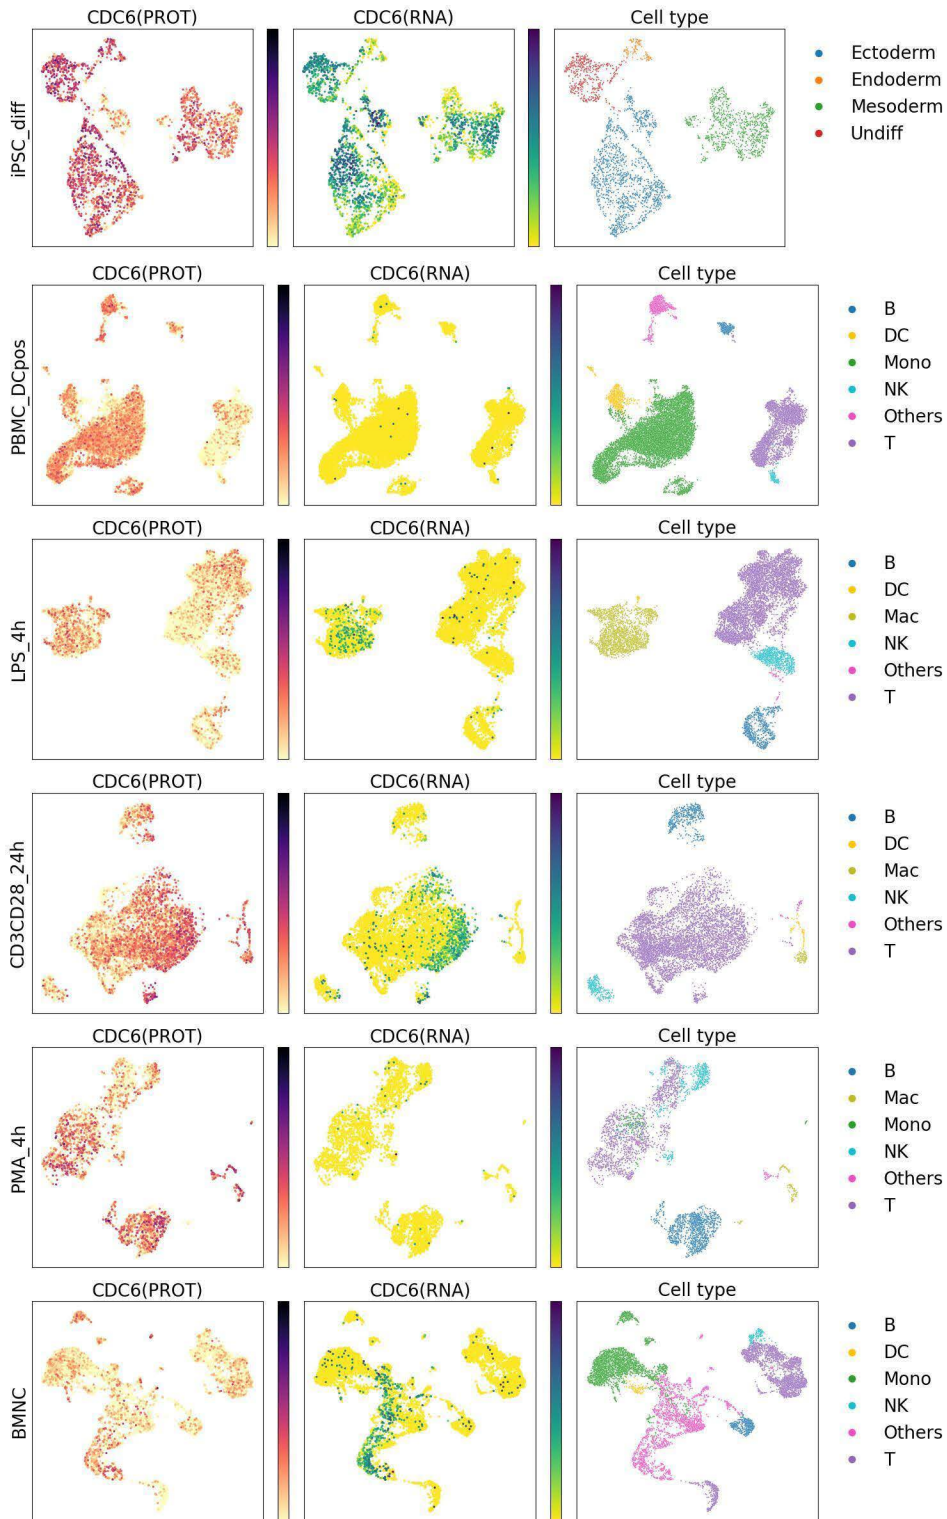 CDC6(PROT) CDC6(RNA) Cell type
iPSC_diff
Ectoderm
Endoderm
Mesoderm
Undiff
CDC6(PROT) CDC6(RNA) Cell type
PBMC_DCpos
B
DC
Mono
NK
Others
T
CDC6(PROT) CDC6(RNA) Cell type
LPS_4h
B
DC
Mac
NK
Others
T
CDC6(PROT) CDC6(RNA) Cell type
CD3CD28_24h
B
DC
Mac
NK
Others
T
CDC6(PROT) CDC6(RNA) Cell type
PMA_4h
B
Mac
Mono
NK
Others
T
CDC6(PROT) CDC6(RNA) Cell type
BMNC
B
DC
Mono
NK
Others
T